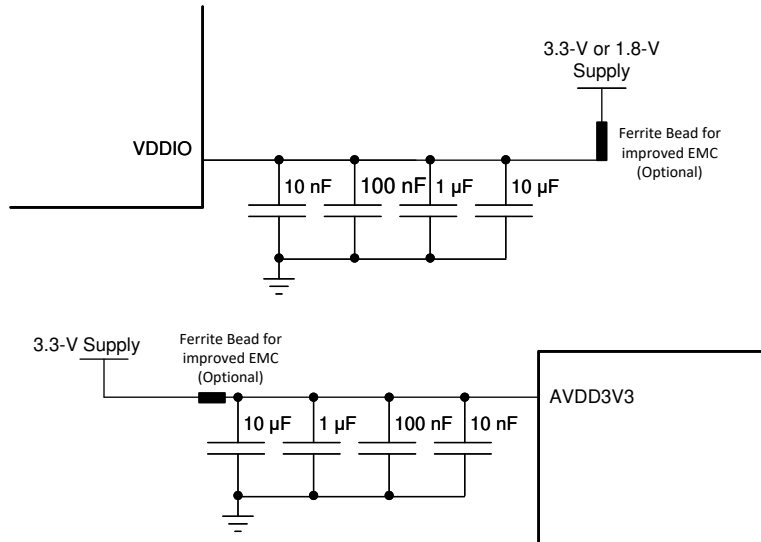 3.3-V or 1.8-V
Supply
VDDIO
Ferrite Bead for
improved EMC
(Optional)
10 nF
100 nF
1 µF
10 µF
3.3-V Supply
Ferrite Bead for
improved EMC
(Optional)
AVDD3V3
10 µF
1 µF
100 nF
10 nF